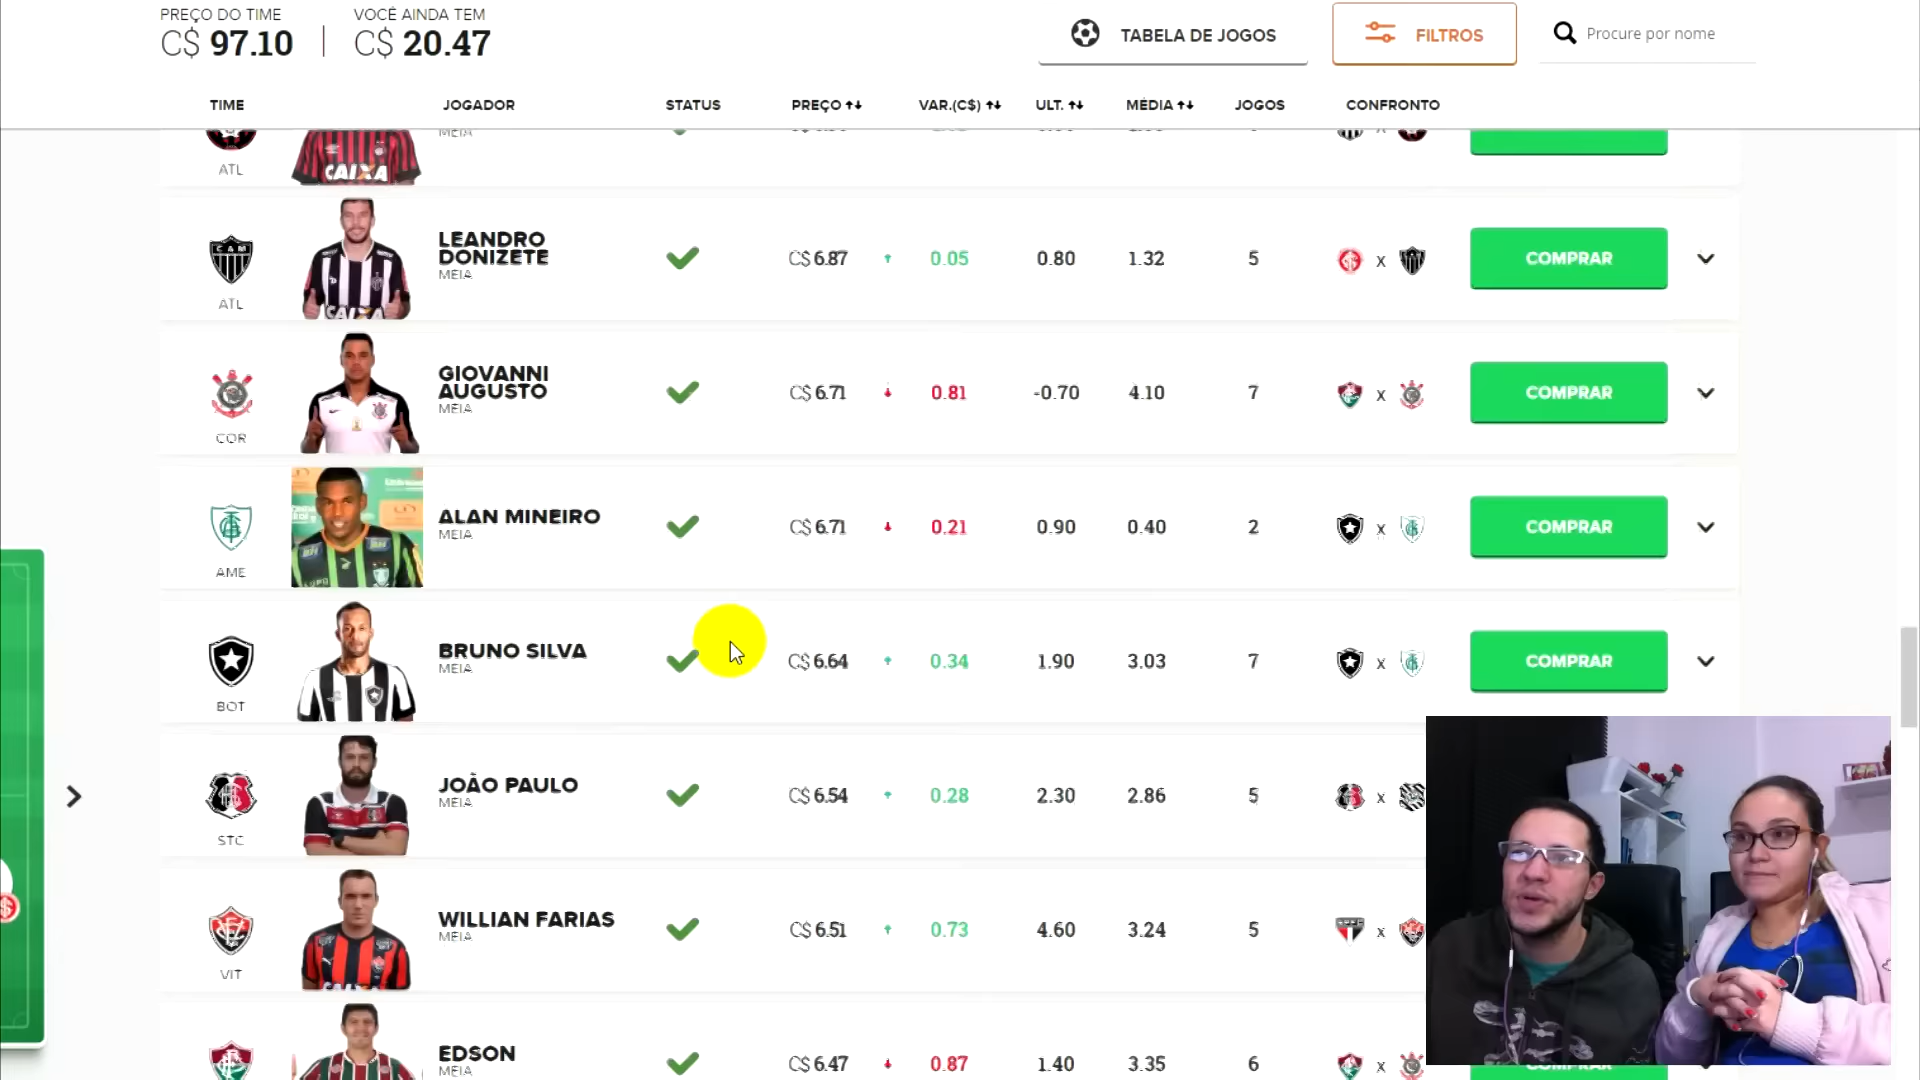 PREÇO DO TIME
C$ 97.10
VOCÊ AINDA TEM
C$ 20.47
TABELA DE JOGOS
FILTROS
Procure por nome
TIME JOGADOR STATUS PREÇO VAR.(C$) ULT. MÉDIA JOGOS CONFRONTO
MEIA
CAIXA
ATL
LEANDRO
DONIZETE
MEIA
C$ 6.87 0.05 0.80 1.32 5 X COMPRAR
CAIXA
ATL
GIOVANNI
AUGUSTO
MEIA
C$ 6.71 0.81 -0.70 4.10 7 X COMPRAR
COR
ALAN MINEIRO
MEIA
C$ 6.71 0.21 0.90 0.40 2 X COMPRAR
AME
BRUNO SILVA
MEIA
C$ 6.64 0.34 1.90 3.03 7 X COMPRAR
BOT
JOÃO PAULO
MEIA
C$ 6.54 0.28 2.30 2.86 5 X
STC
WILLIAN FARIAS
MEIA
C$ 6.51 0.73 4.60 3.24 5 X
VIT
EDSON
MEIA
C$ 6.47 0.87 1.40 3.35 6 X COMPRAR